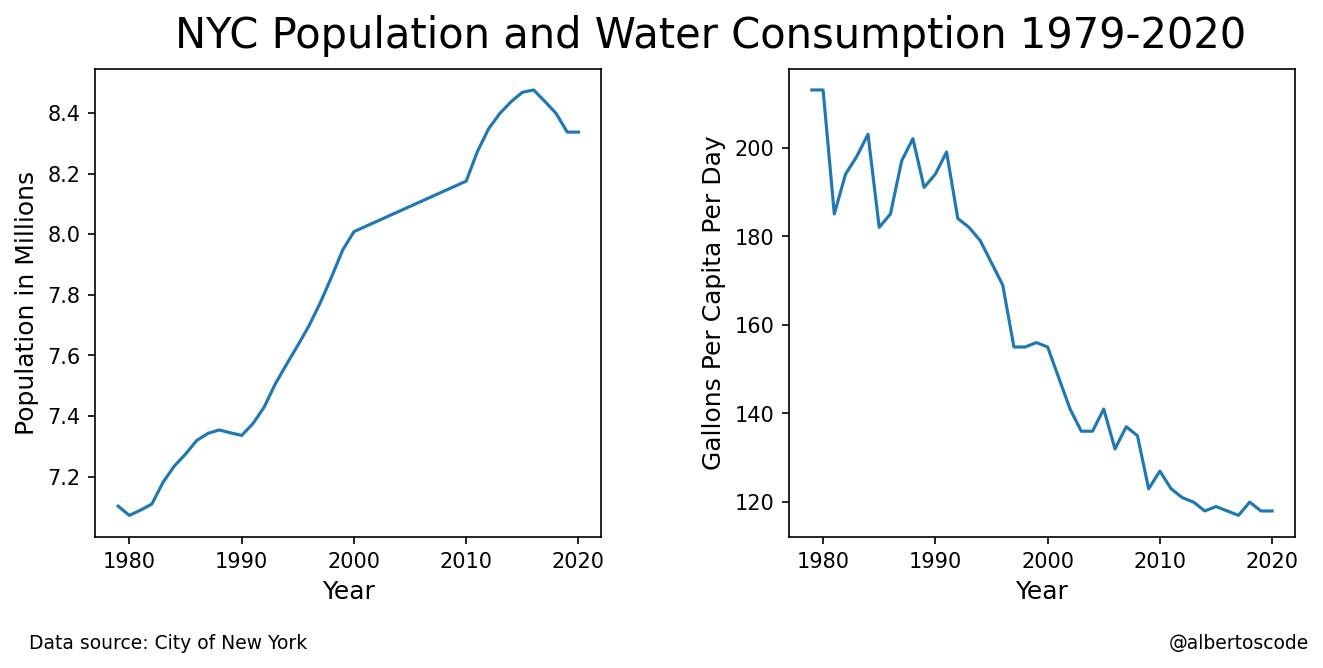 NYC Population and Water Consumption 1979-2020
Population in Millions
8.4
8.2
8.0
7.8
7.6
7.4
7.2
1980 1990 2000 2010 2020
Year
Gallons Per Capita Per Day
200
180
160
140
120
1980 1990 2000 2010 2020
Year
Data source: City of New York
@albertoscode